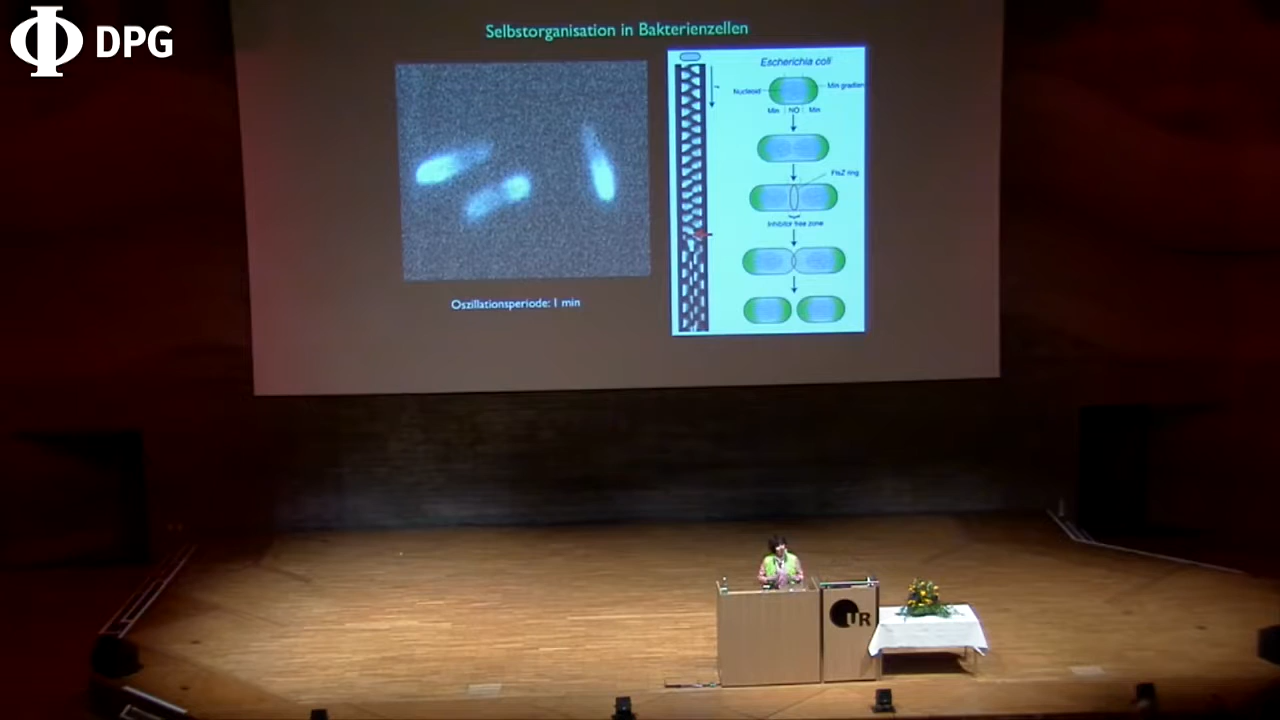 DPG
Selbstorganisation in Bakterienzellen
Escherichia coli
Nucleoid
Min gradien
Min NO Min
FtsZ ring
Inhibitor free zone
Oszillationsperiode: 1 min
UR